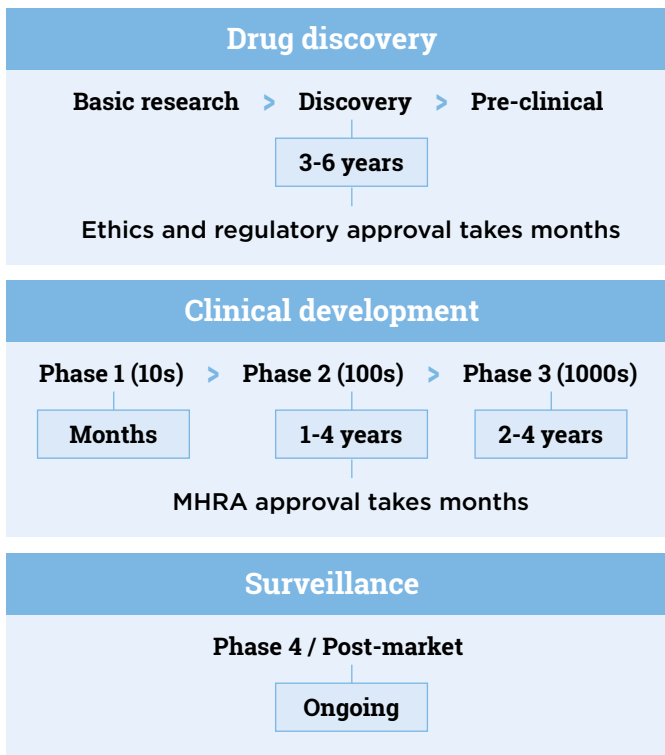 Drug discovery
Basic research > Discovery > Pre-clinical
3-6 years
Ethics and regulatory approval takes months
Clinical development
Phase 1 (10s) > Phase 2 (100s) > Phase 3 (1000s)
Months 1-4 years 2-4 years
MHRA approval takes months
Surveillance
Phase 4 / Post-market
Ongoing